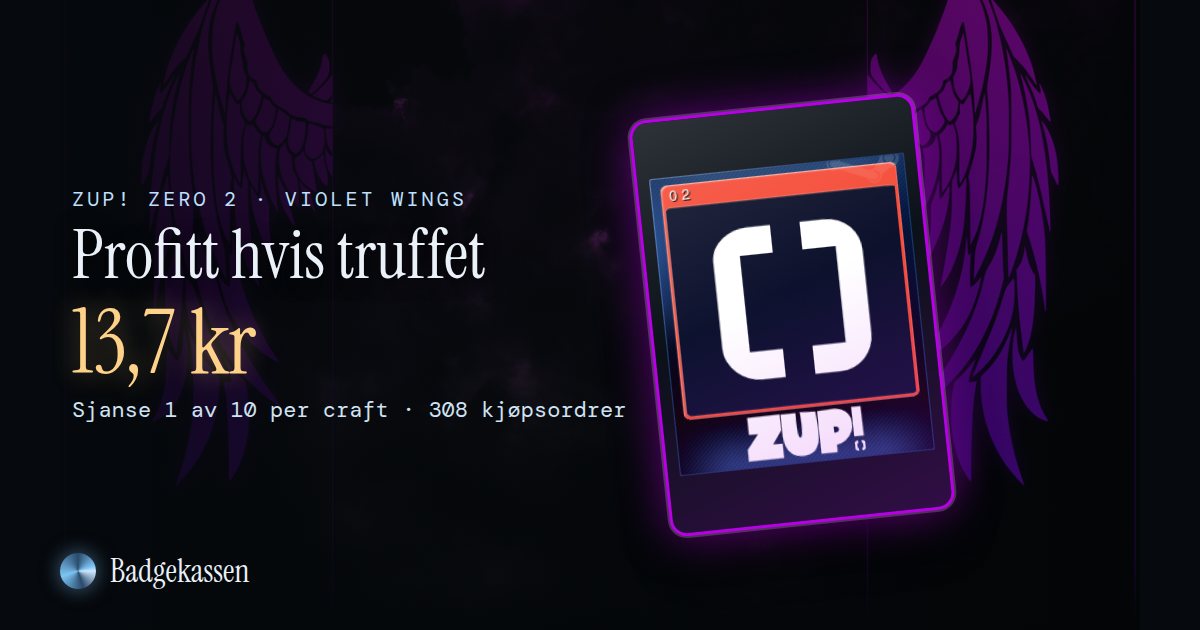 ZUP! ZERO 2 · VIOLET WINGS
Profitt hvis truffet
13,7 kr
Sjanse 1 av 10 per craft · 308 kjøpsordrer
Badgekassen
02
ZUP!